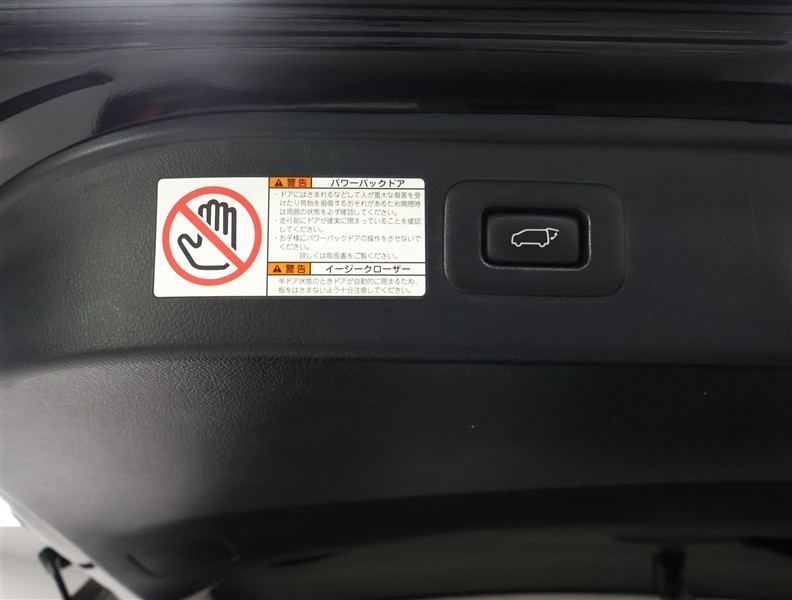 警告 パワーバックドア
・ドアにはさまれるなどして人が重大な傷害を受
けたり荷物を損傷するおそれがあるため開閉時
は周囲の状態を必ず確認してください。
・走行前にドアが確実に閉まっていることを確認
してください。
・お子様にパワーバックドアの操作をさせないで
ください。
詳しくは取扱書をご覧ください。
警告 イージークローザー
半ドア状態のときドアが自動的に閉まるため、
指をはさまないよう十分注意してください。